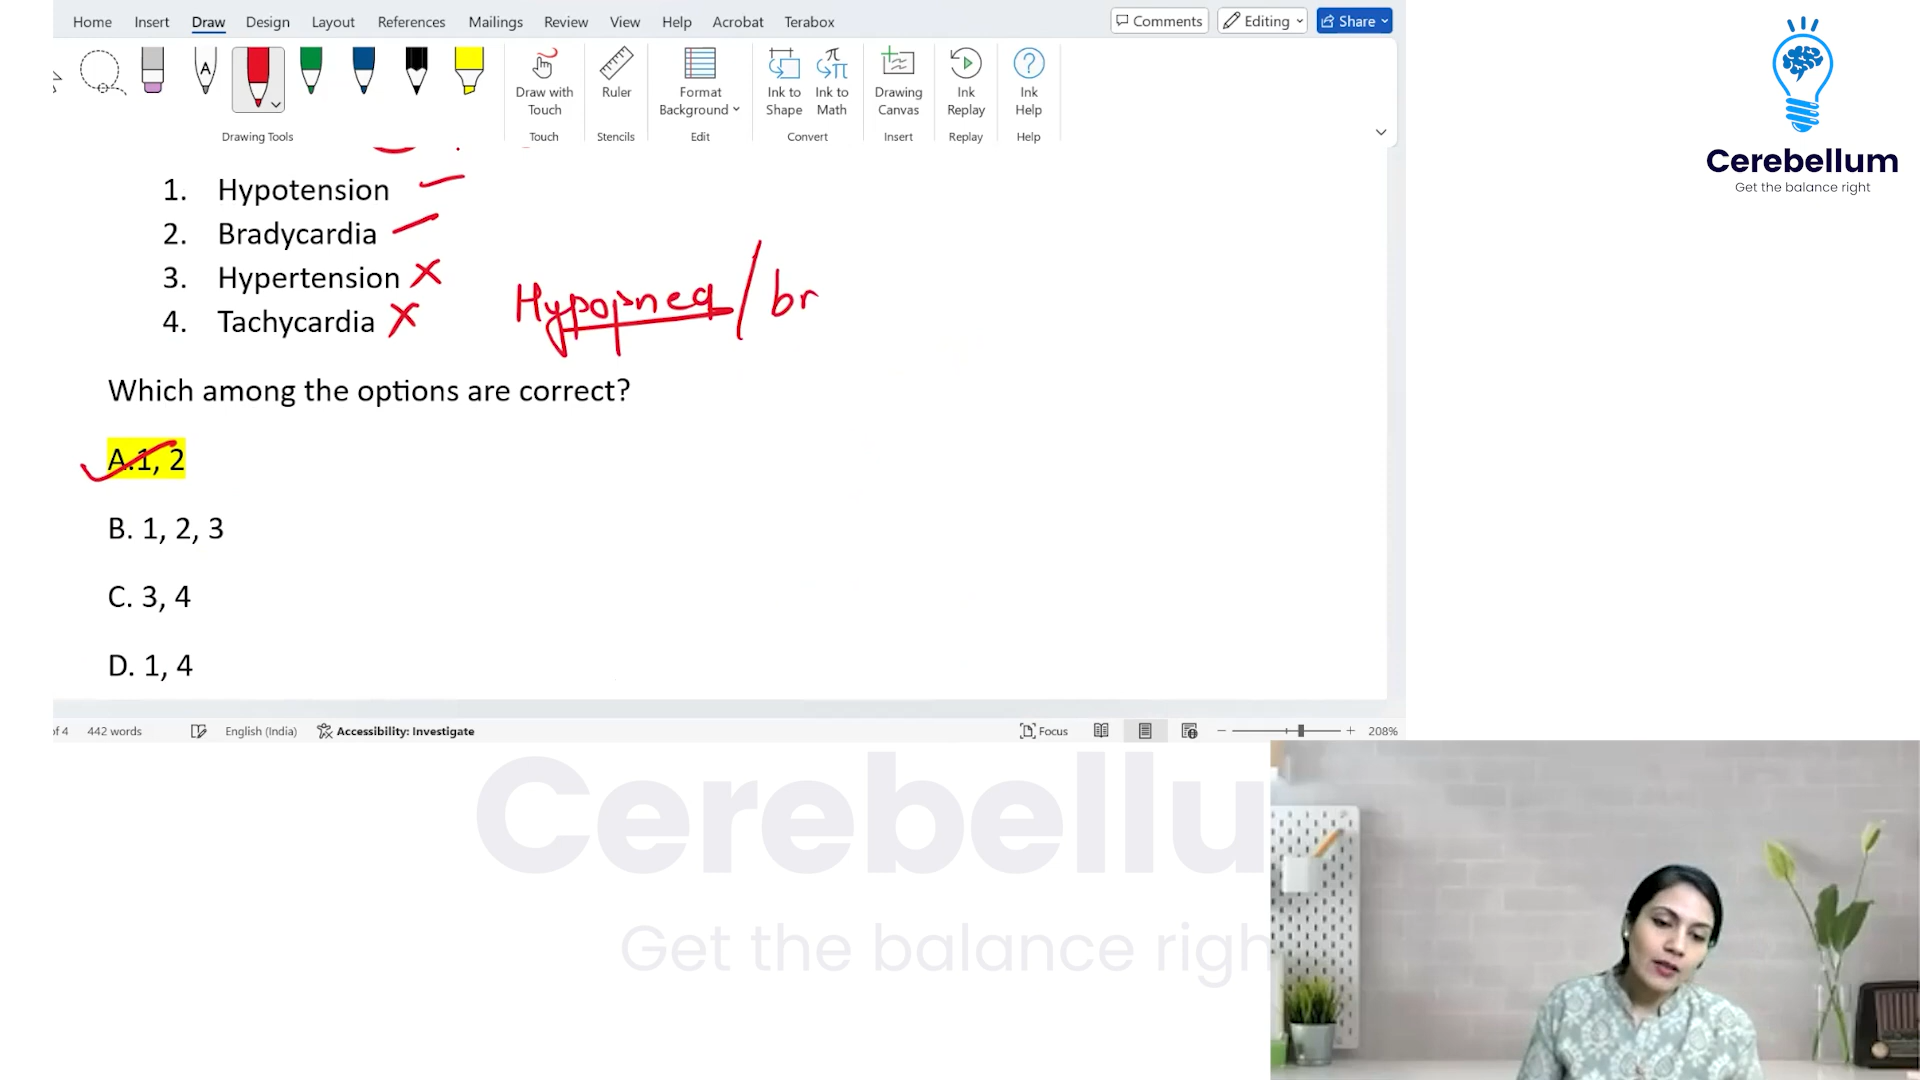 Home Insert Draw Design Layout References Mailings Review View Help Acrobat Terabox Comments Editing Share
A
Draw with Touch
Ruler
Format Background
Ink to Shape
Ink to Math
Drawing Canvas
Ink Replay
Ink Help
Drawing Tools Touch Stencils Edit Convert Insert Replay Help
Cerebellum
Get the balance right
1. Hypotension
2. Bradycardia
3. Hypertension
4. Tachycardia
Hypopnea / br
Which among the options are correct?
A.1, 2
B. 1, 2, 3
C. 3, 4
D. 1, 4
of 4 442 words English (India) Accessibility: Investigate Focus 208%
Cerebellu
Get the balance righ